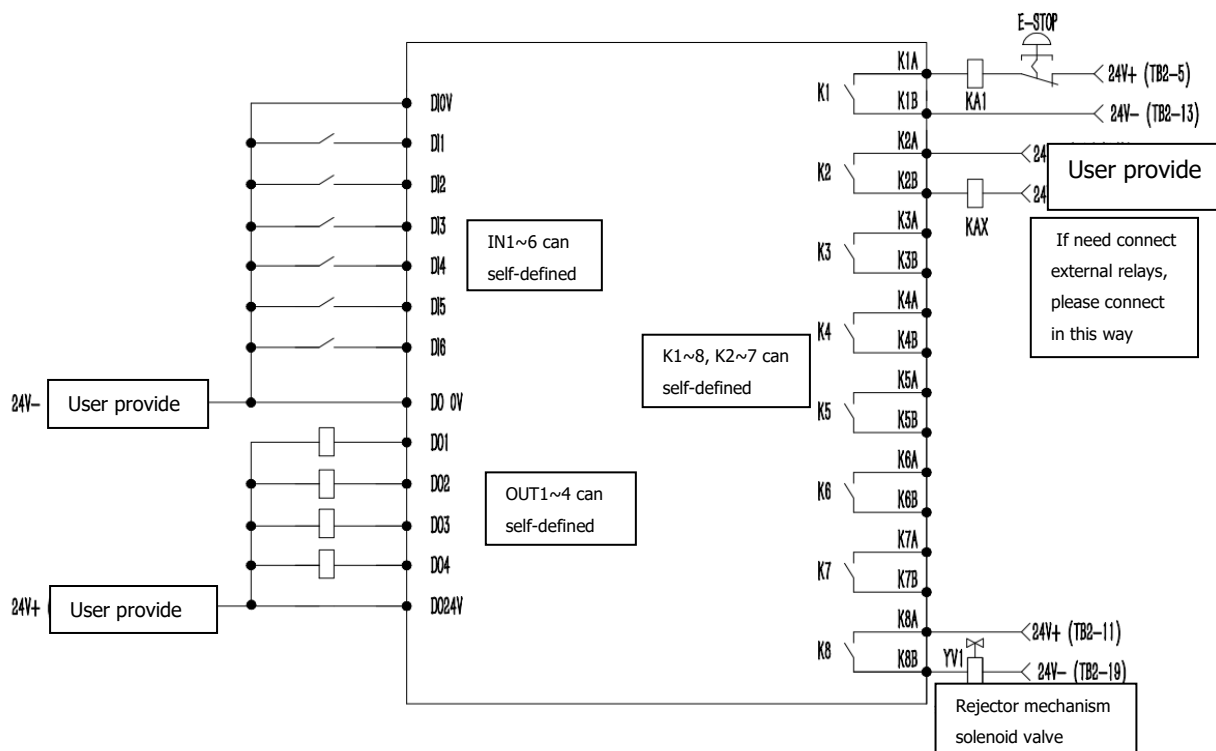 E-STOP
K1A
24V+ (TB2-5)
K1
KA1
DI0V
K1B
24V- (TB2-13)
DI1
K2A
24
User provide
DI2
K2
K2B
24
KAX
DI3
K3A
IN1~6 can
self-defined
If need connect
external relays,
please connect
in this way
K3
DI4
K3B
DI5
K4A
K4
DI6
K4B
K1~8, K2~7 can
self-defined
24V-
User provide
DO 0V
K5A
K5
K5B
DO1
K6A
DO2
OUT1~4 can
self-defined
K6
K6B
DO3
K7A
DO4
K7
K7B
24V+ (
User provide
DO24V
K8A
24V+ (TB2-11)
K8
YV1
K8B
24V- (TB2-19)
Rejector mechanism
solenoid valve